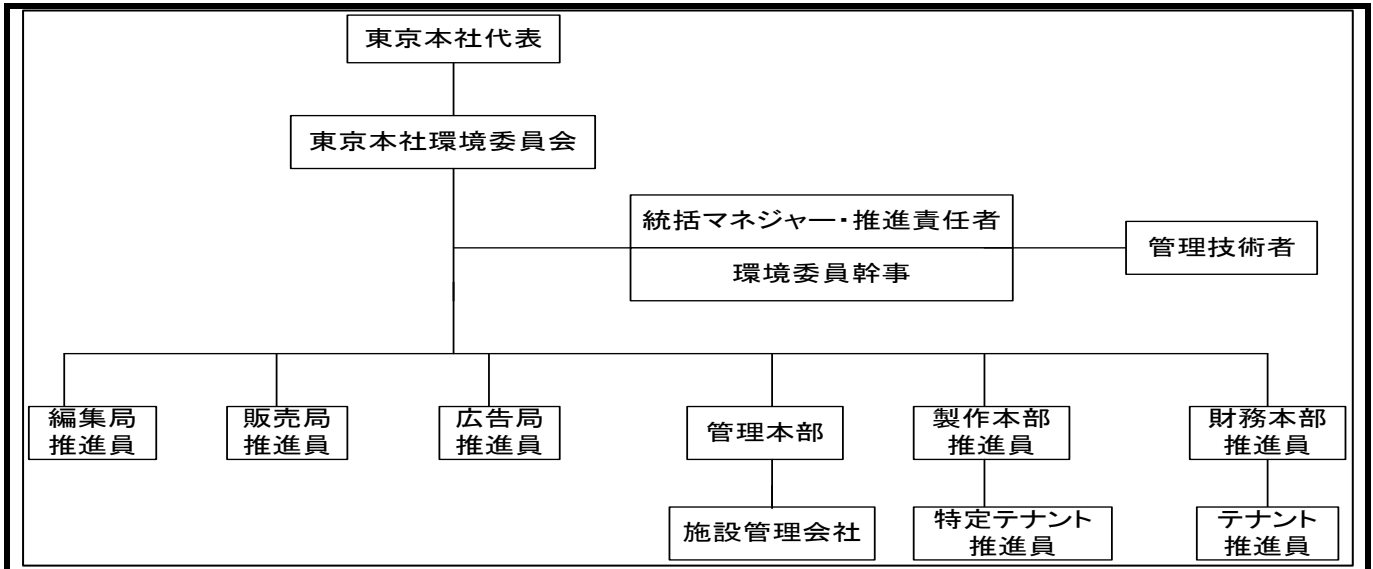 東京本社代表
東京本社環境委員会
統括マネジャー・推進責任者
環境委員幹事
管理技術者
編集局
推進員
販売局
推進員
広告局
推進員
管理本部
製作本部
推進員
財務本部
推進員
施設管理会社
特定テナント
推進員
テナント
推進員